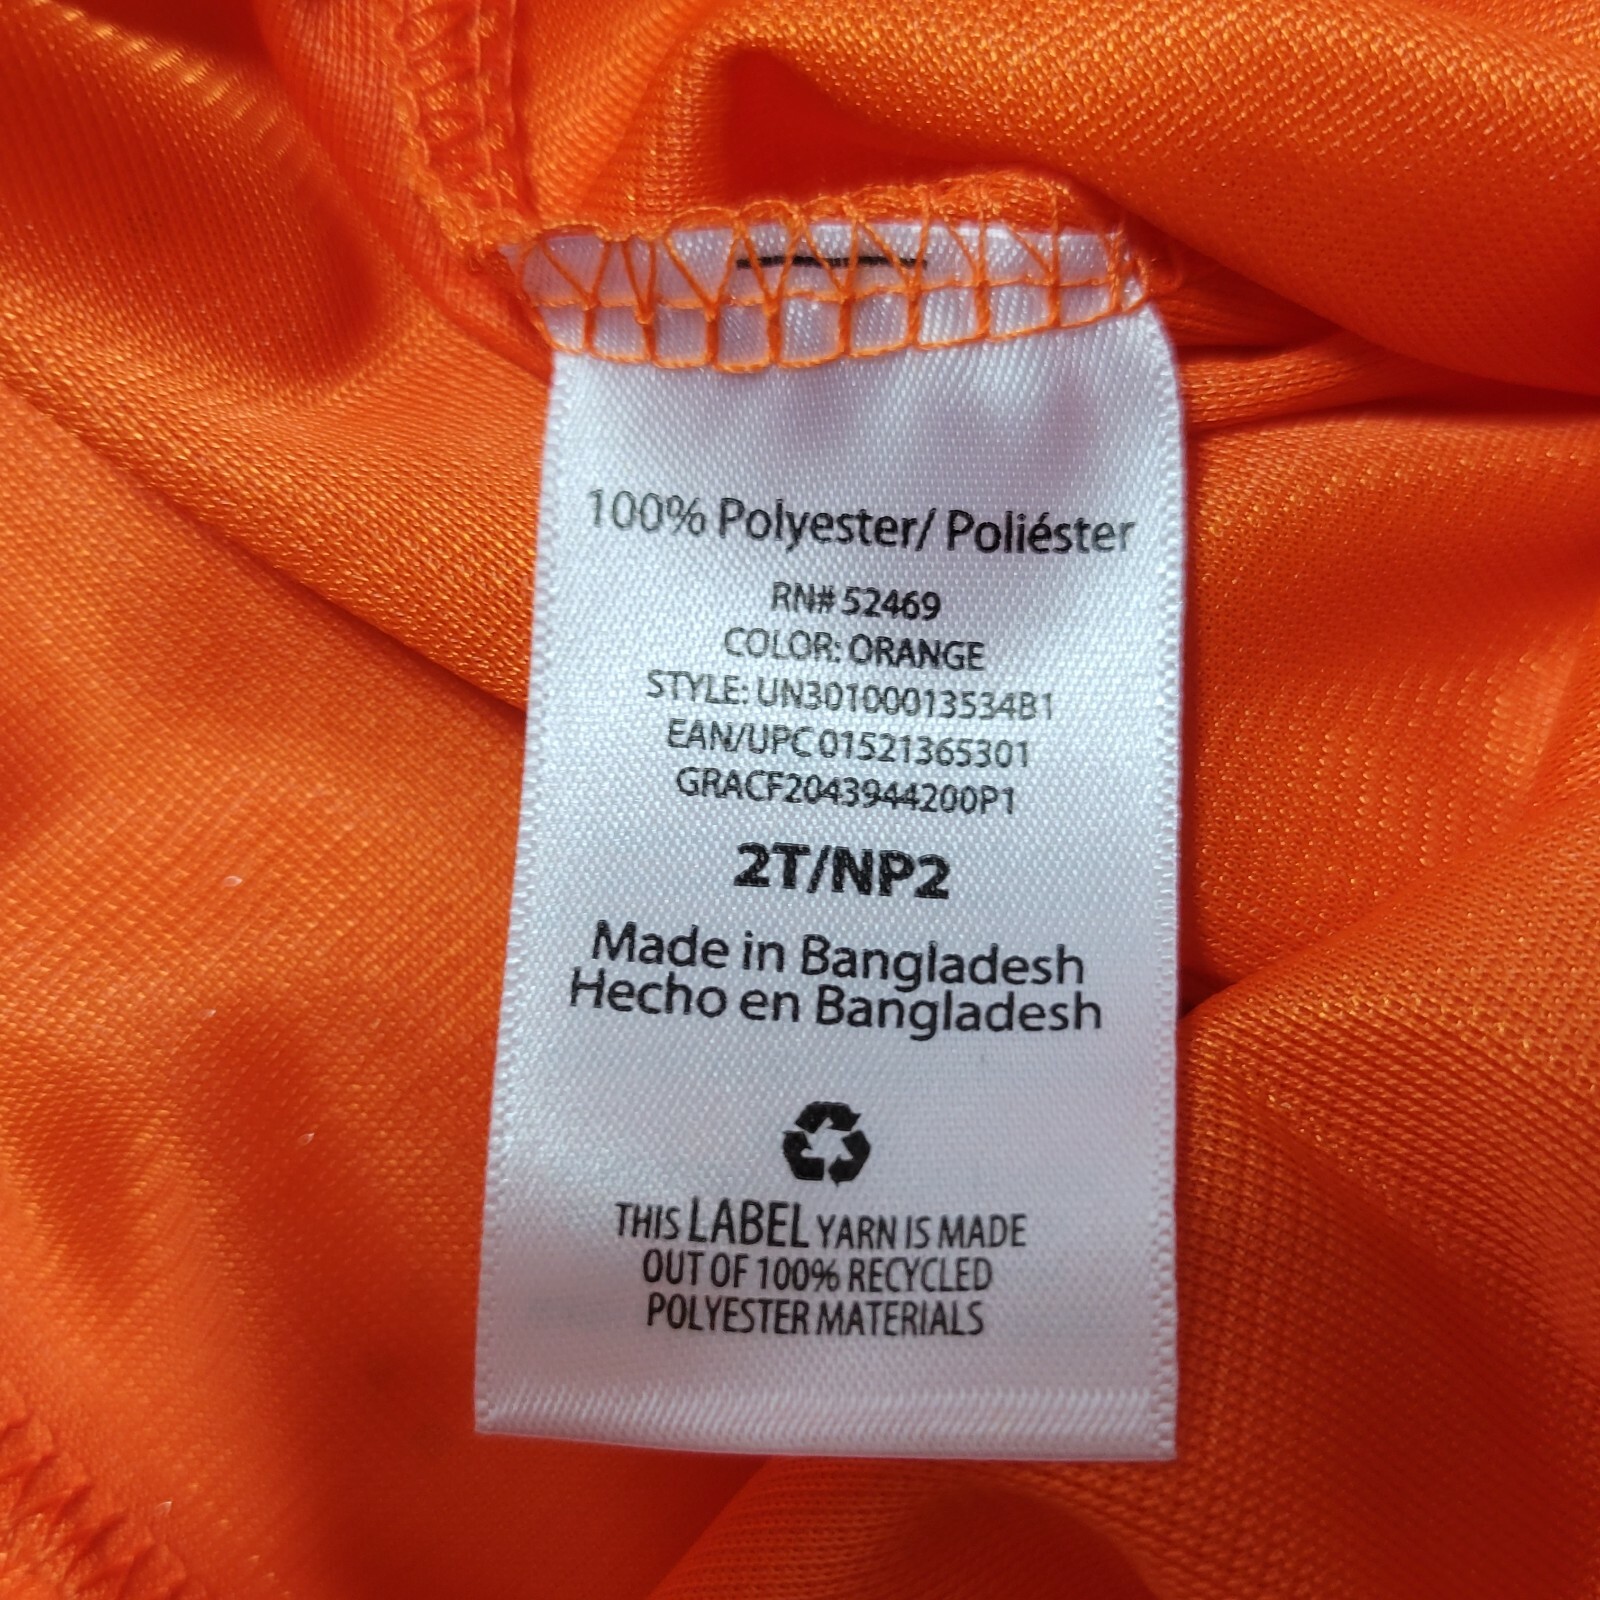 100% Polyester/ Poliéster
RN# 52469
COLOR: ORANGE
STYLE: UN30100013534B1
EAN/UPC 01521365301
GRACF2043944200P1
2T/NP2
Made in Bangladesh
Hecho en Bangladesh
THIS LABEL YARN IS MADE
OUT OF 100% RECYCLED
POLYESTER MATERIALS